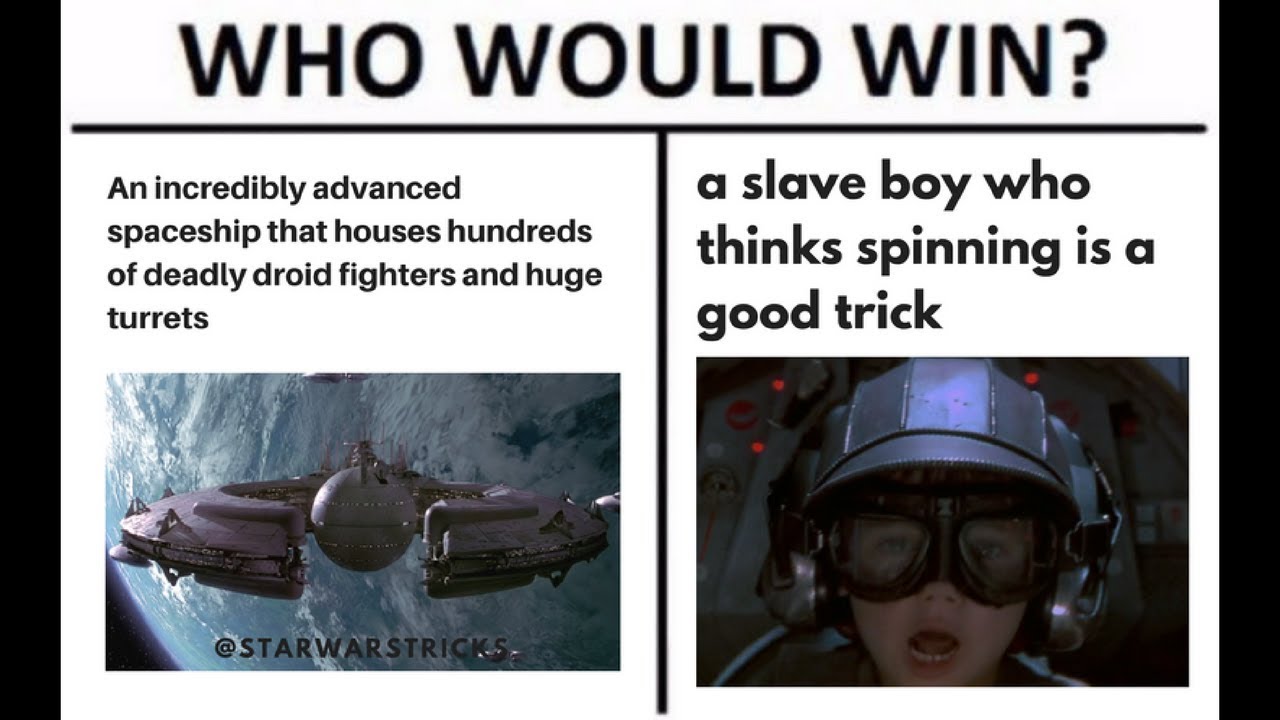 WHO WOULD WIN?
An incredibly advanced
spaceship that houses hundreds
of deadly droid fighters and huge
turrets
a slave boy who
thinks spinning is a
good trick
@STARWARSTRICKS